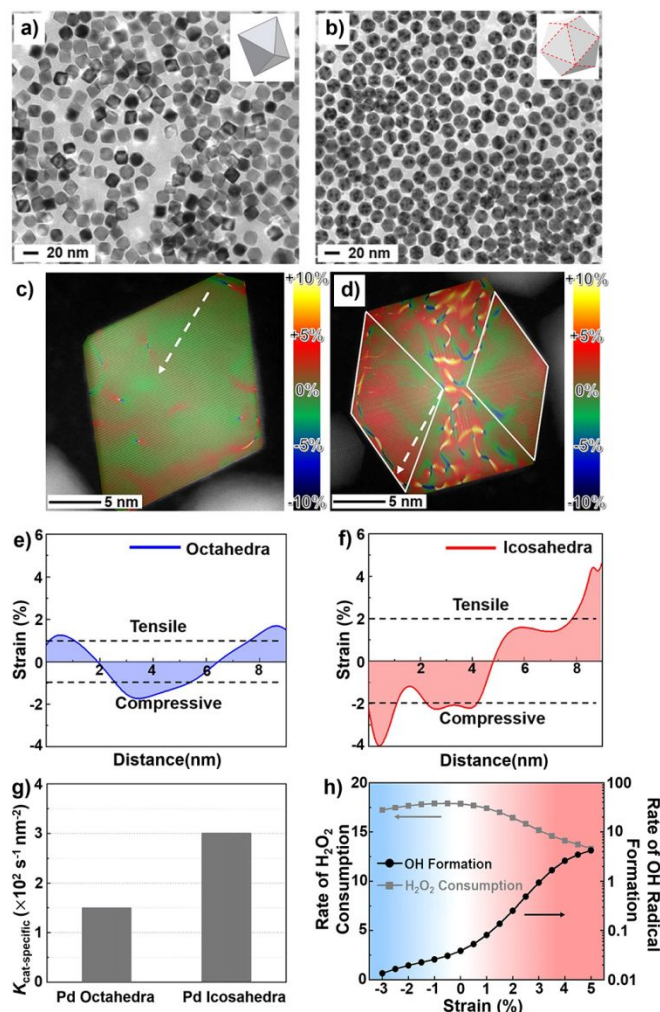 a)
20 nm
b)
20 nm
c)
+10%
+5%
0%
-5%
-10%
5 nm
d)
+10%
+5%
0%
-5%
-10%
5 nm
e)
Octahedra
Strain (%)
6
4
2
0
-2
-4
Tensile
Compressive
2 4 6 8
Distance(nm)
f)
Icosahedra
Strain (%)
6
4
2
0
-2
-4
Tensile
Compressive
2 4 6 8
Distance(nm)
g)
Kcat-specific (×10² s⁻¹ nm⁻²)
4
3
2
1
0
Pd Octahedra Pd Icosahedra
h)
Rate of H₂O₂
Consumption
20
15
10
5
0
OH Formation
H₂O₂ Consumption
100
10
1
0.1
0.01
Rate of OH Radical
Formation
-3 -2 -1 0 1 2 3 4 5
Strain (%)